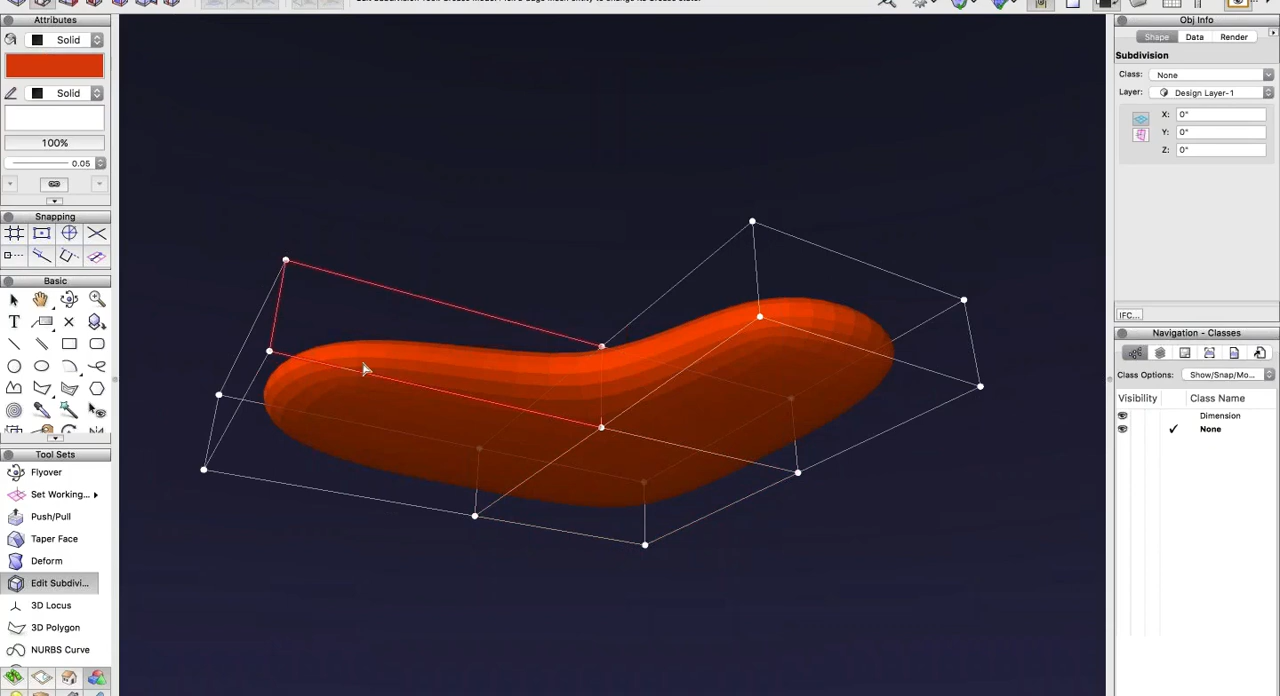 Attributes
Solid
Solid
100%
0.05
Snapping
Basic
T
Tool Sets
Flyover
Set Working...
Push/Pull
Taper Face
Deform
Edit Subdivi...
3D Locus
3D Polygon
NURBS Curve
Obj Info
Shape Data Render
Subdivision
Class: None
Layer: Design Layer-1
X: 0"
Y: 0"
Z: 0"
IFC...
Navigation - Classes
Class Options: Show/Snap/Mo...
Visibility Class Name
Dimension
None